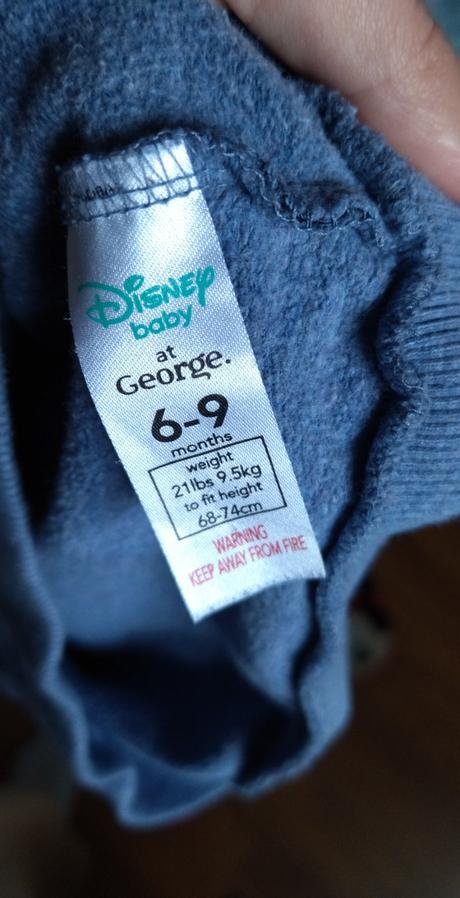 Disney
baby
at
George.
6-9
months
weight
21lbs 9.5kg
to fit height
68-74cm
WARNING
KEEP AWAY FROM FIRE